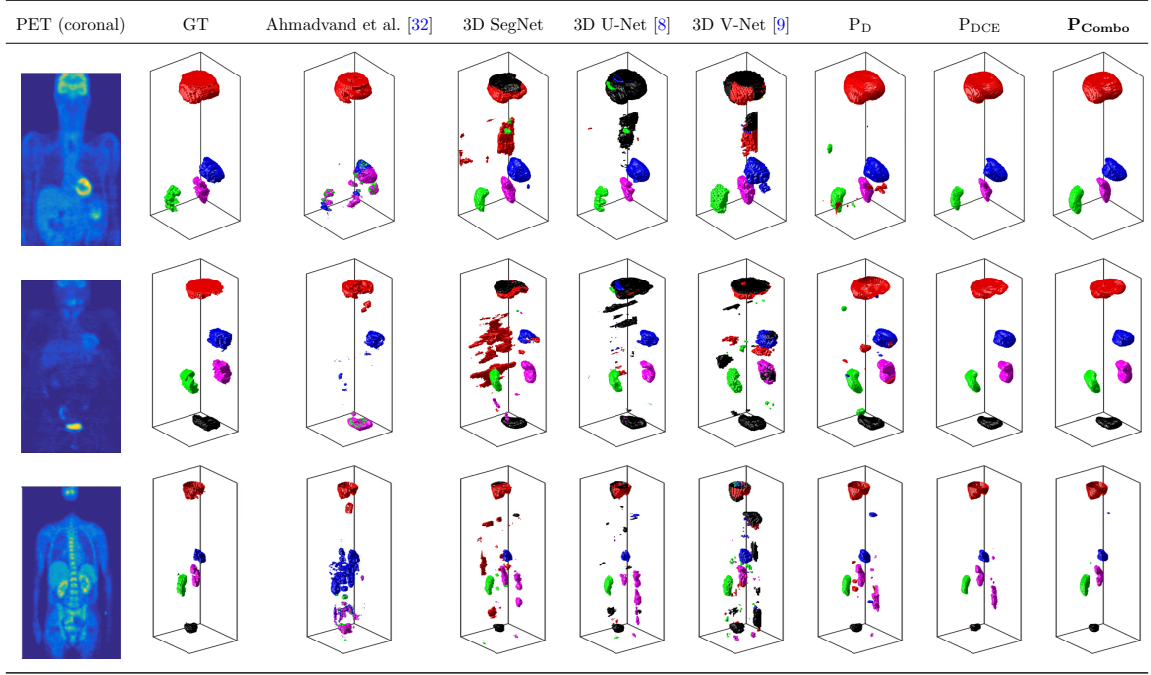 PET (coronal) GT Ahmadvand et al. [32] 3D SegNet 3D U-Net [8] 3D V-Net [9] P_D P_DCE P_Combo